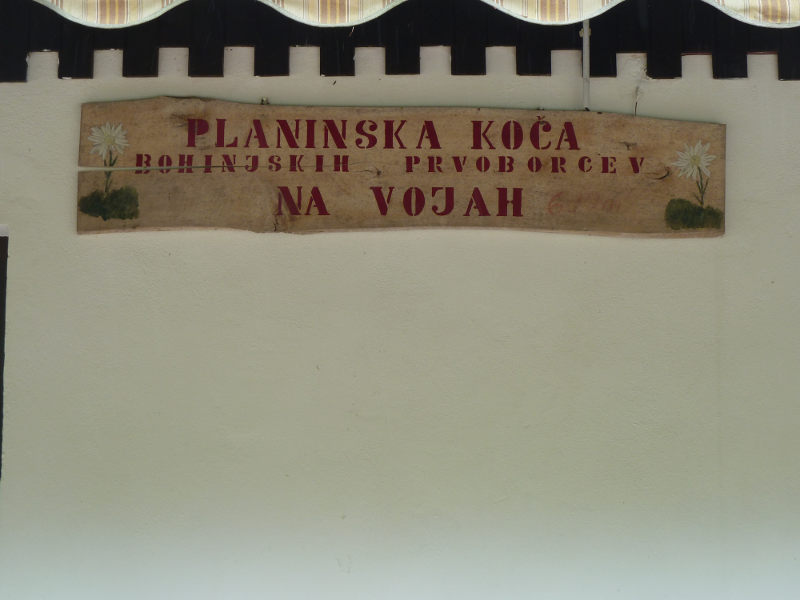 PLANINSKA KOČA
BOHINJSKIH PRVOBORCEV
NA VOJAH